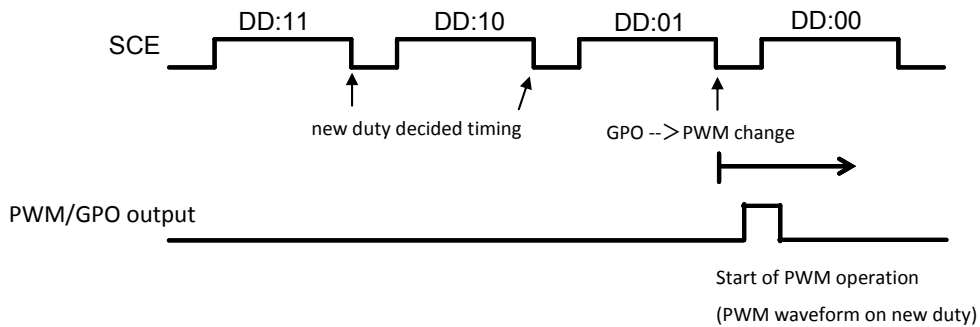 DD:11 DD:10 DD:01 DD:00
SCE
new duty decided timing
GPO -->PWM change
PWM/GPO output
Start of PWM operation
(PWM waveform on new duty)